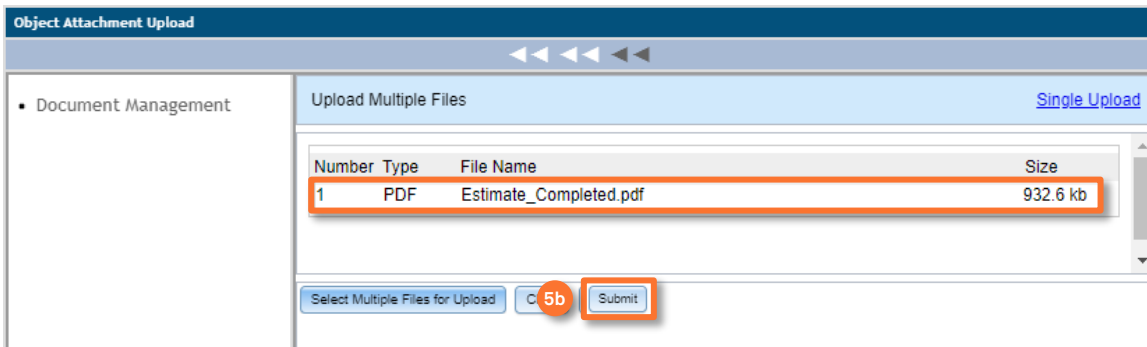 Object Attachment Upload
• Document Management
Upload Multiple Files Single Upload
Number Type File Name Size
1 PDF Estimate_Completed.pdf 932.6 kb
Select Multiple Files for Upload 5b Submit